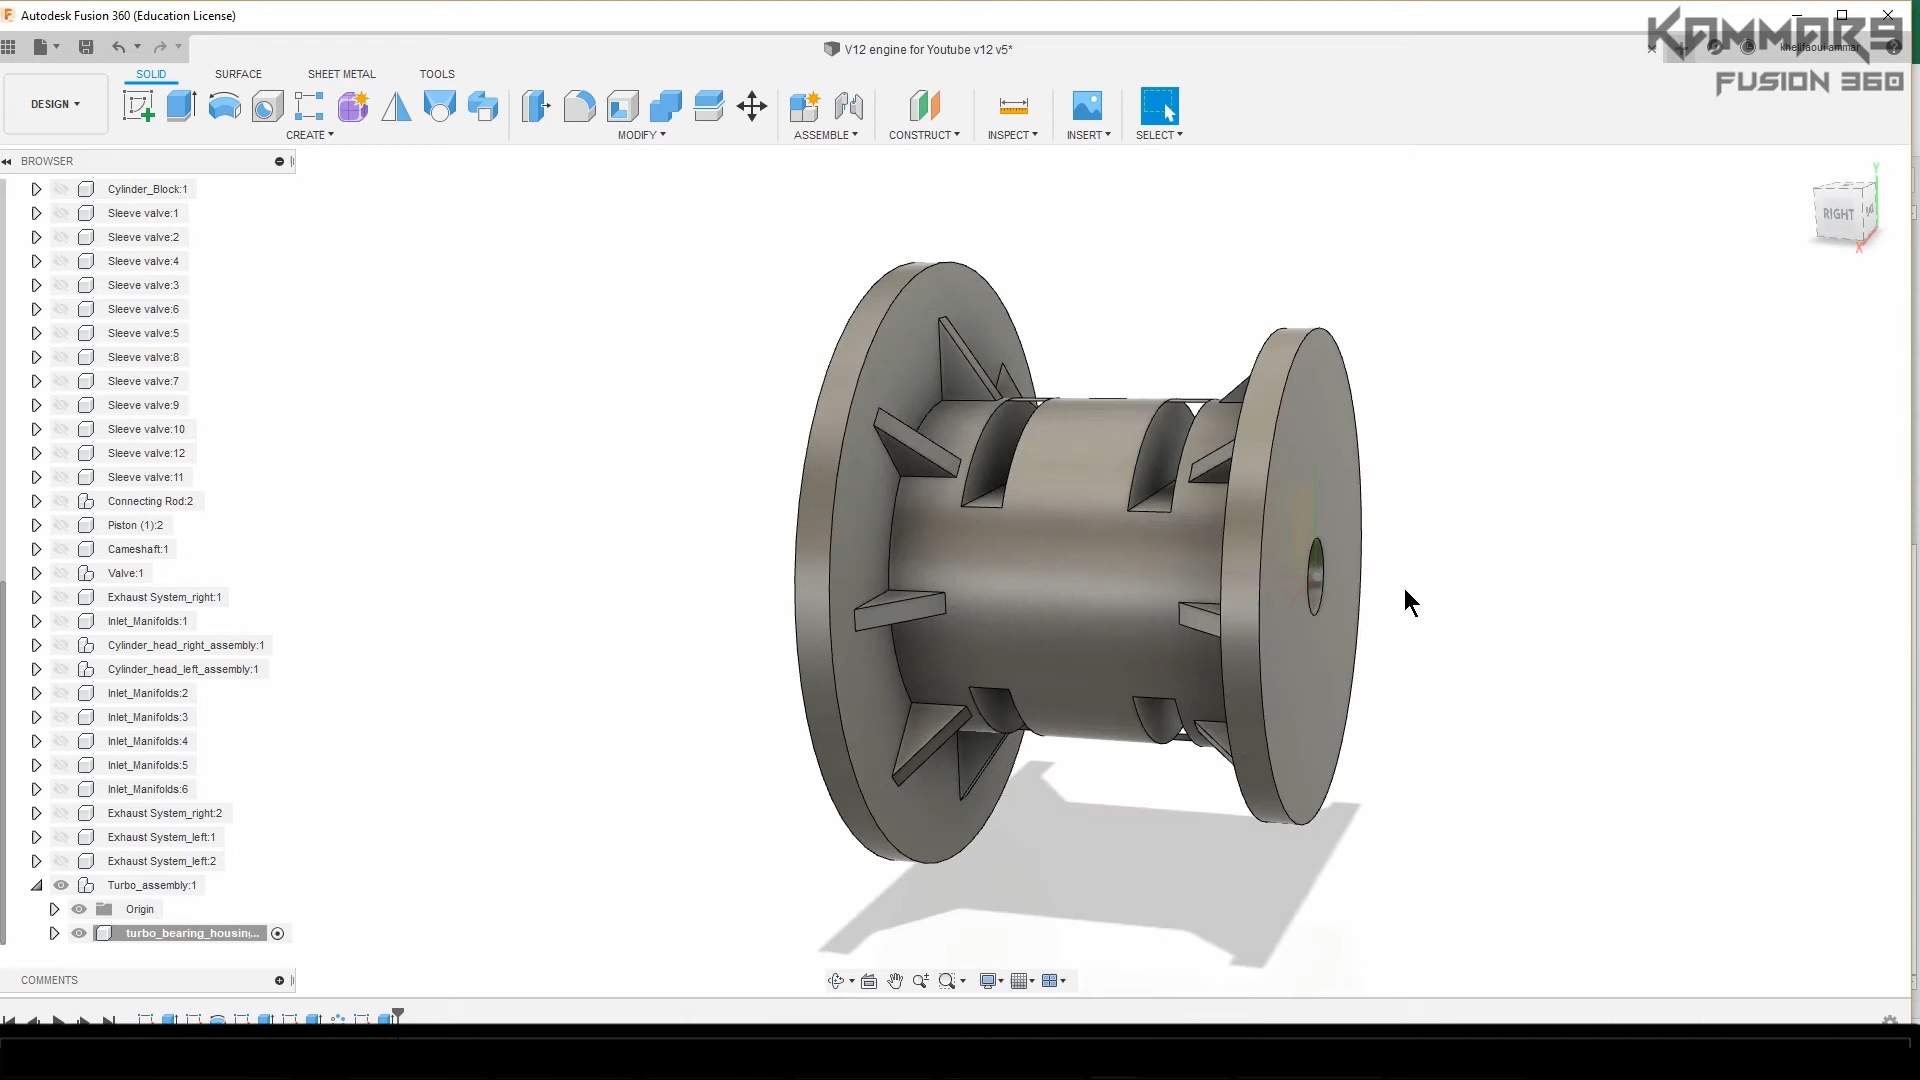 Autodesk Fusion 360 (Education License)
KAMMARS
FUSION 360
V12 engine for Youtube v12 v5*
khelifaoui ammar
SOLID
SURFACE
SHEET METAL
TOOLS
DESIGN
CREATE
MODIFY
ASSEMBLE
CONSTRUCT
INSPECT
INSERT
SELECT
BROWSER
Y
RIGHT
X
Cylinder_Block:1
Sleeve valve:1
Sleeve valve:2
Sleeve valve:4
Sleeve valve:3
Sleeve valve:6
Sleeve valve:5
Sleeve valve:8
Sleeve valve:7
Sleeve valve:9
Sleeve valve:10
Sleeve valve:12
Sleeve valve:11
Connecting Rod:2
Piston (1):2
Cameshaft:1
Valve:1
Exhaust System_right:1
Inlet_Manifolds:1
Cylinder_head_right_assembly:1
Cylinder_head_left_assembly:1
Inlet_Manifolds:2
Inlet_Manifolds:3
Inlet_Manifolds:4
Inlet_Manifolds:5
Inlet_Manifolds:6
Exhaust System_right:2
Exhaust System_left:1
Exhaust System_left:2
Turbo_assembly:1
Origin
turbo_bearing_housin...
COMMENTS